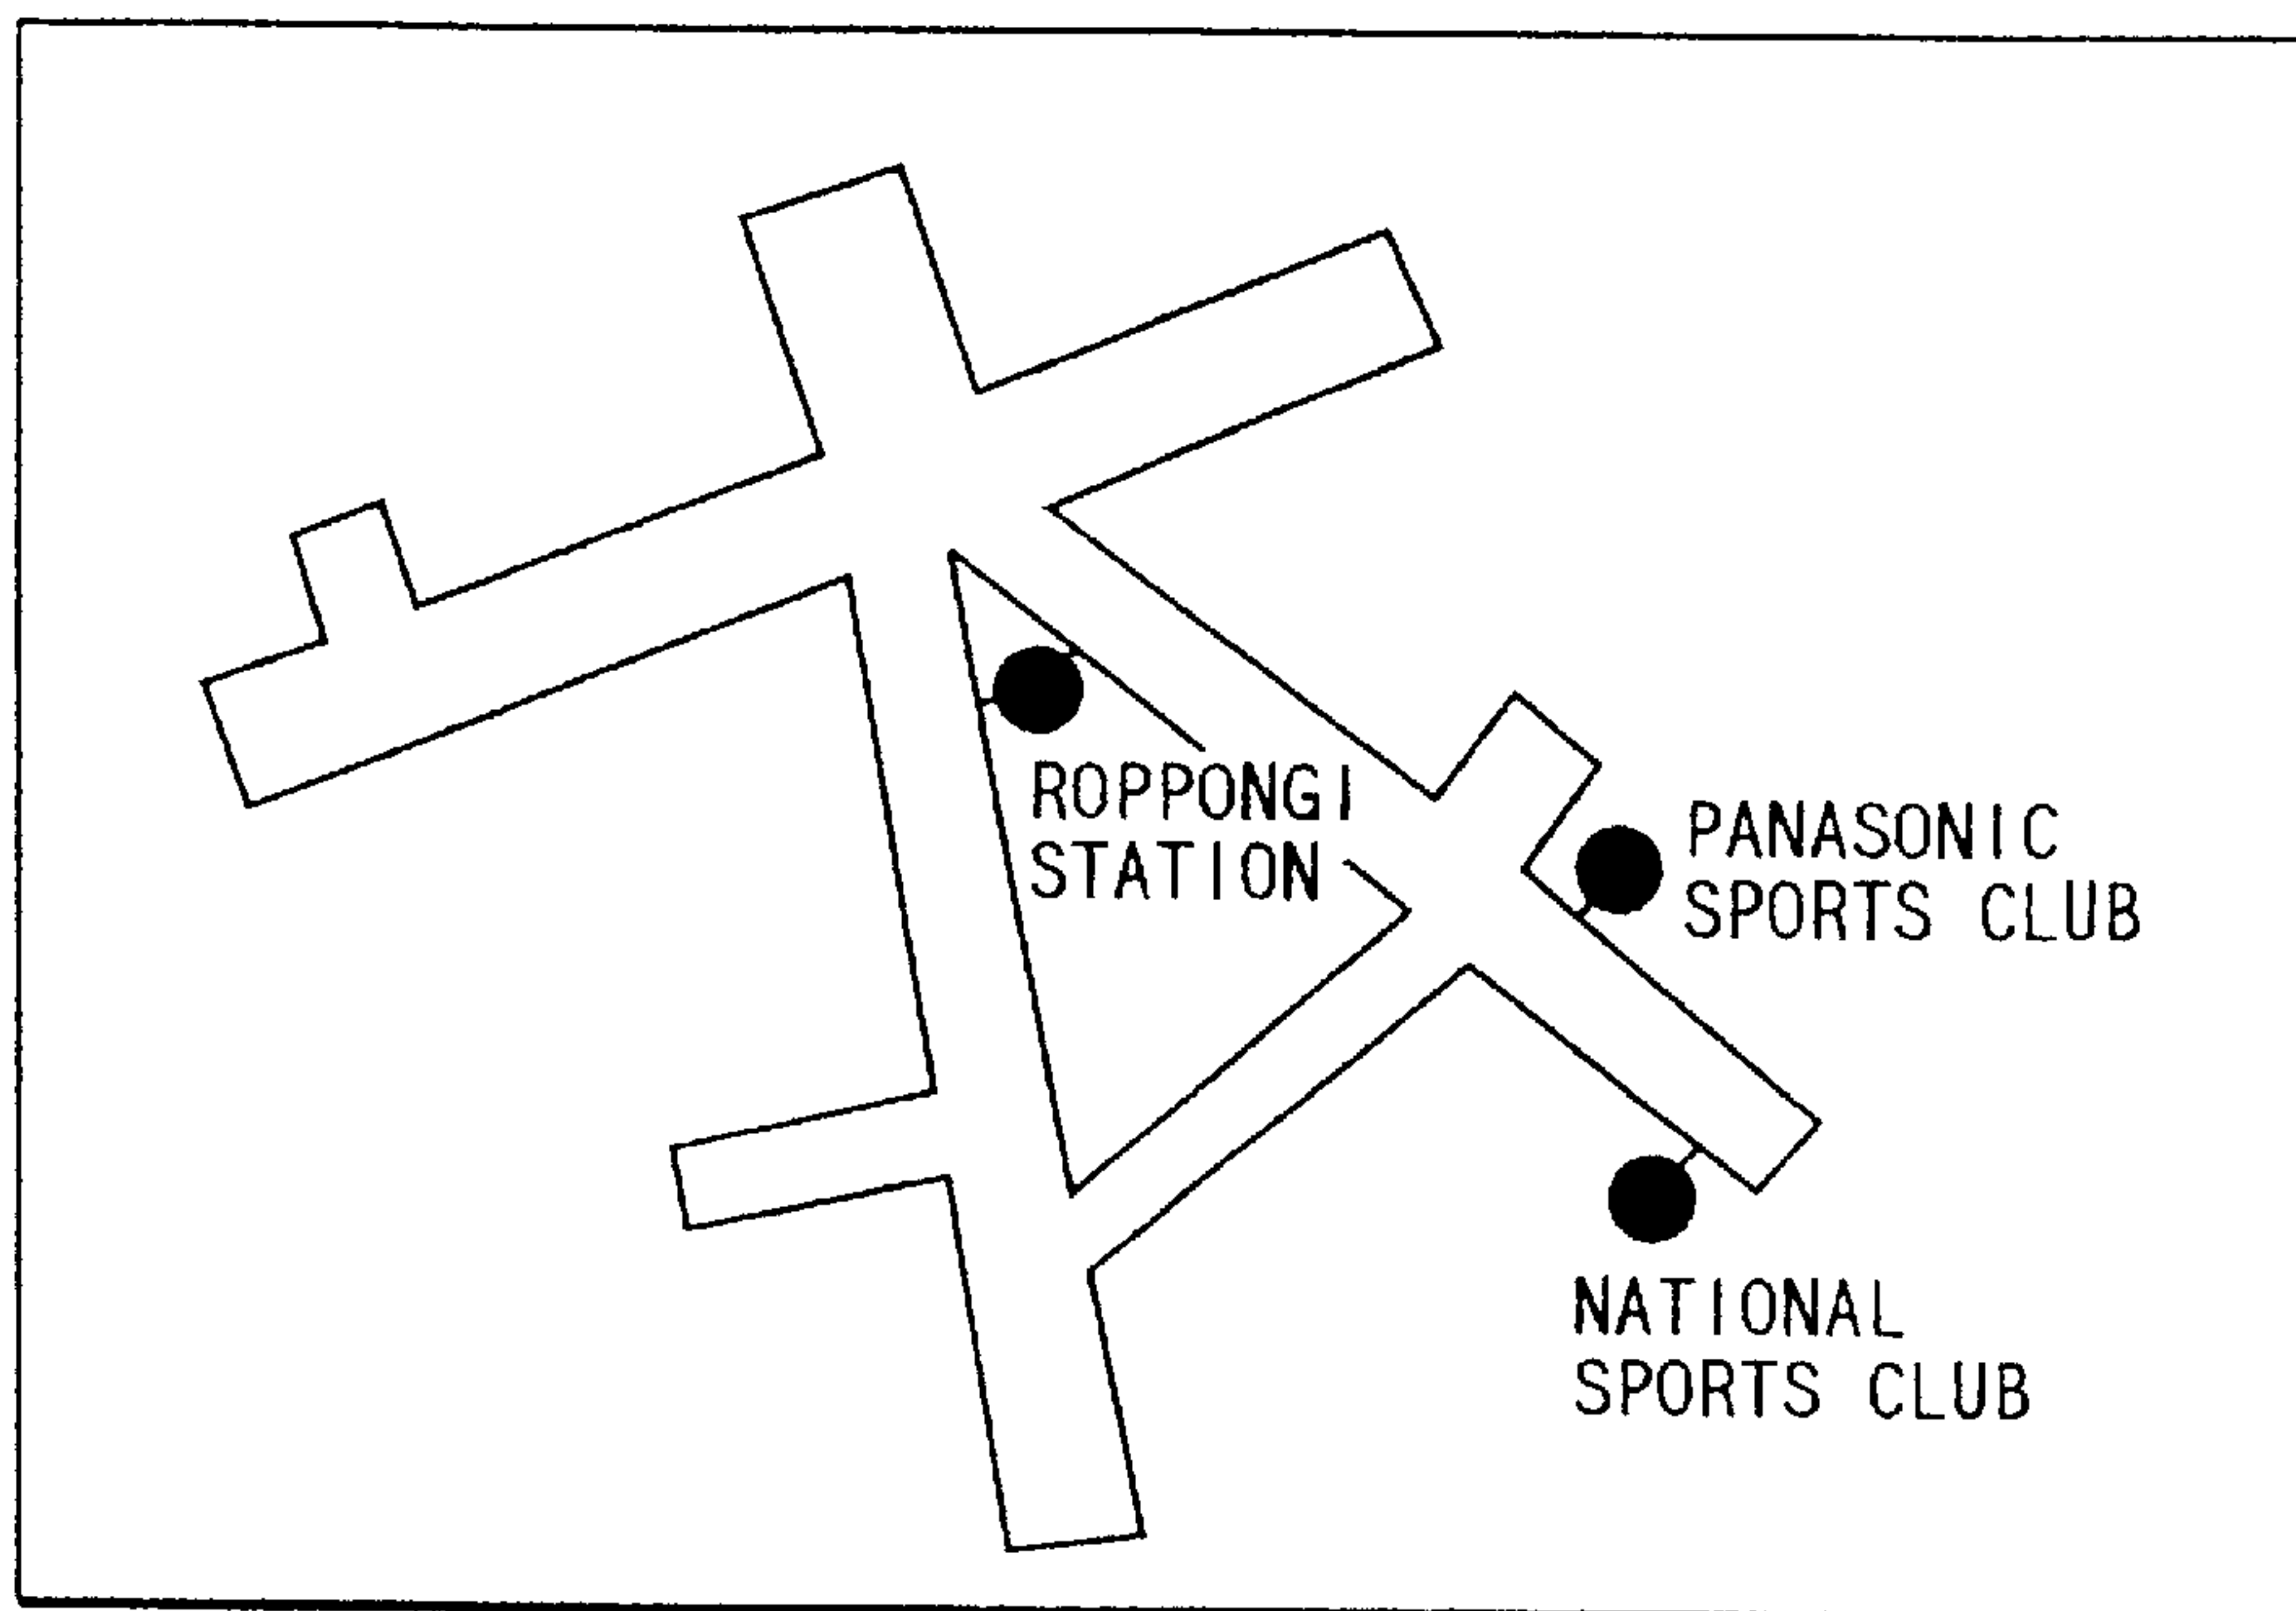 ROPPONGI
STATION
PANASONIC
SPORTS CLUB
NATIONAL
SPORTS CLUB